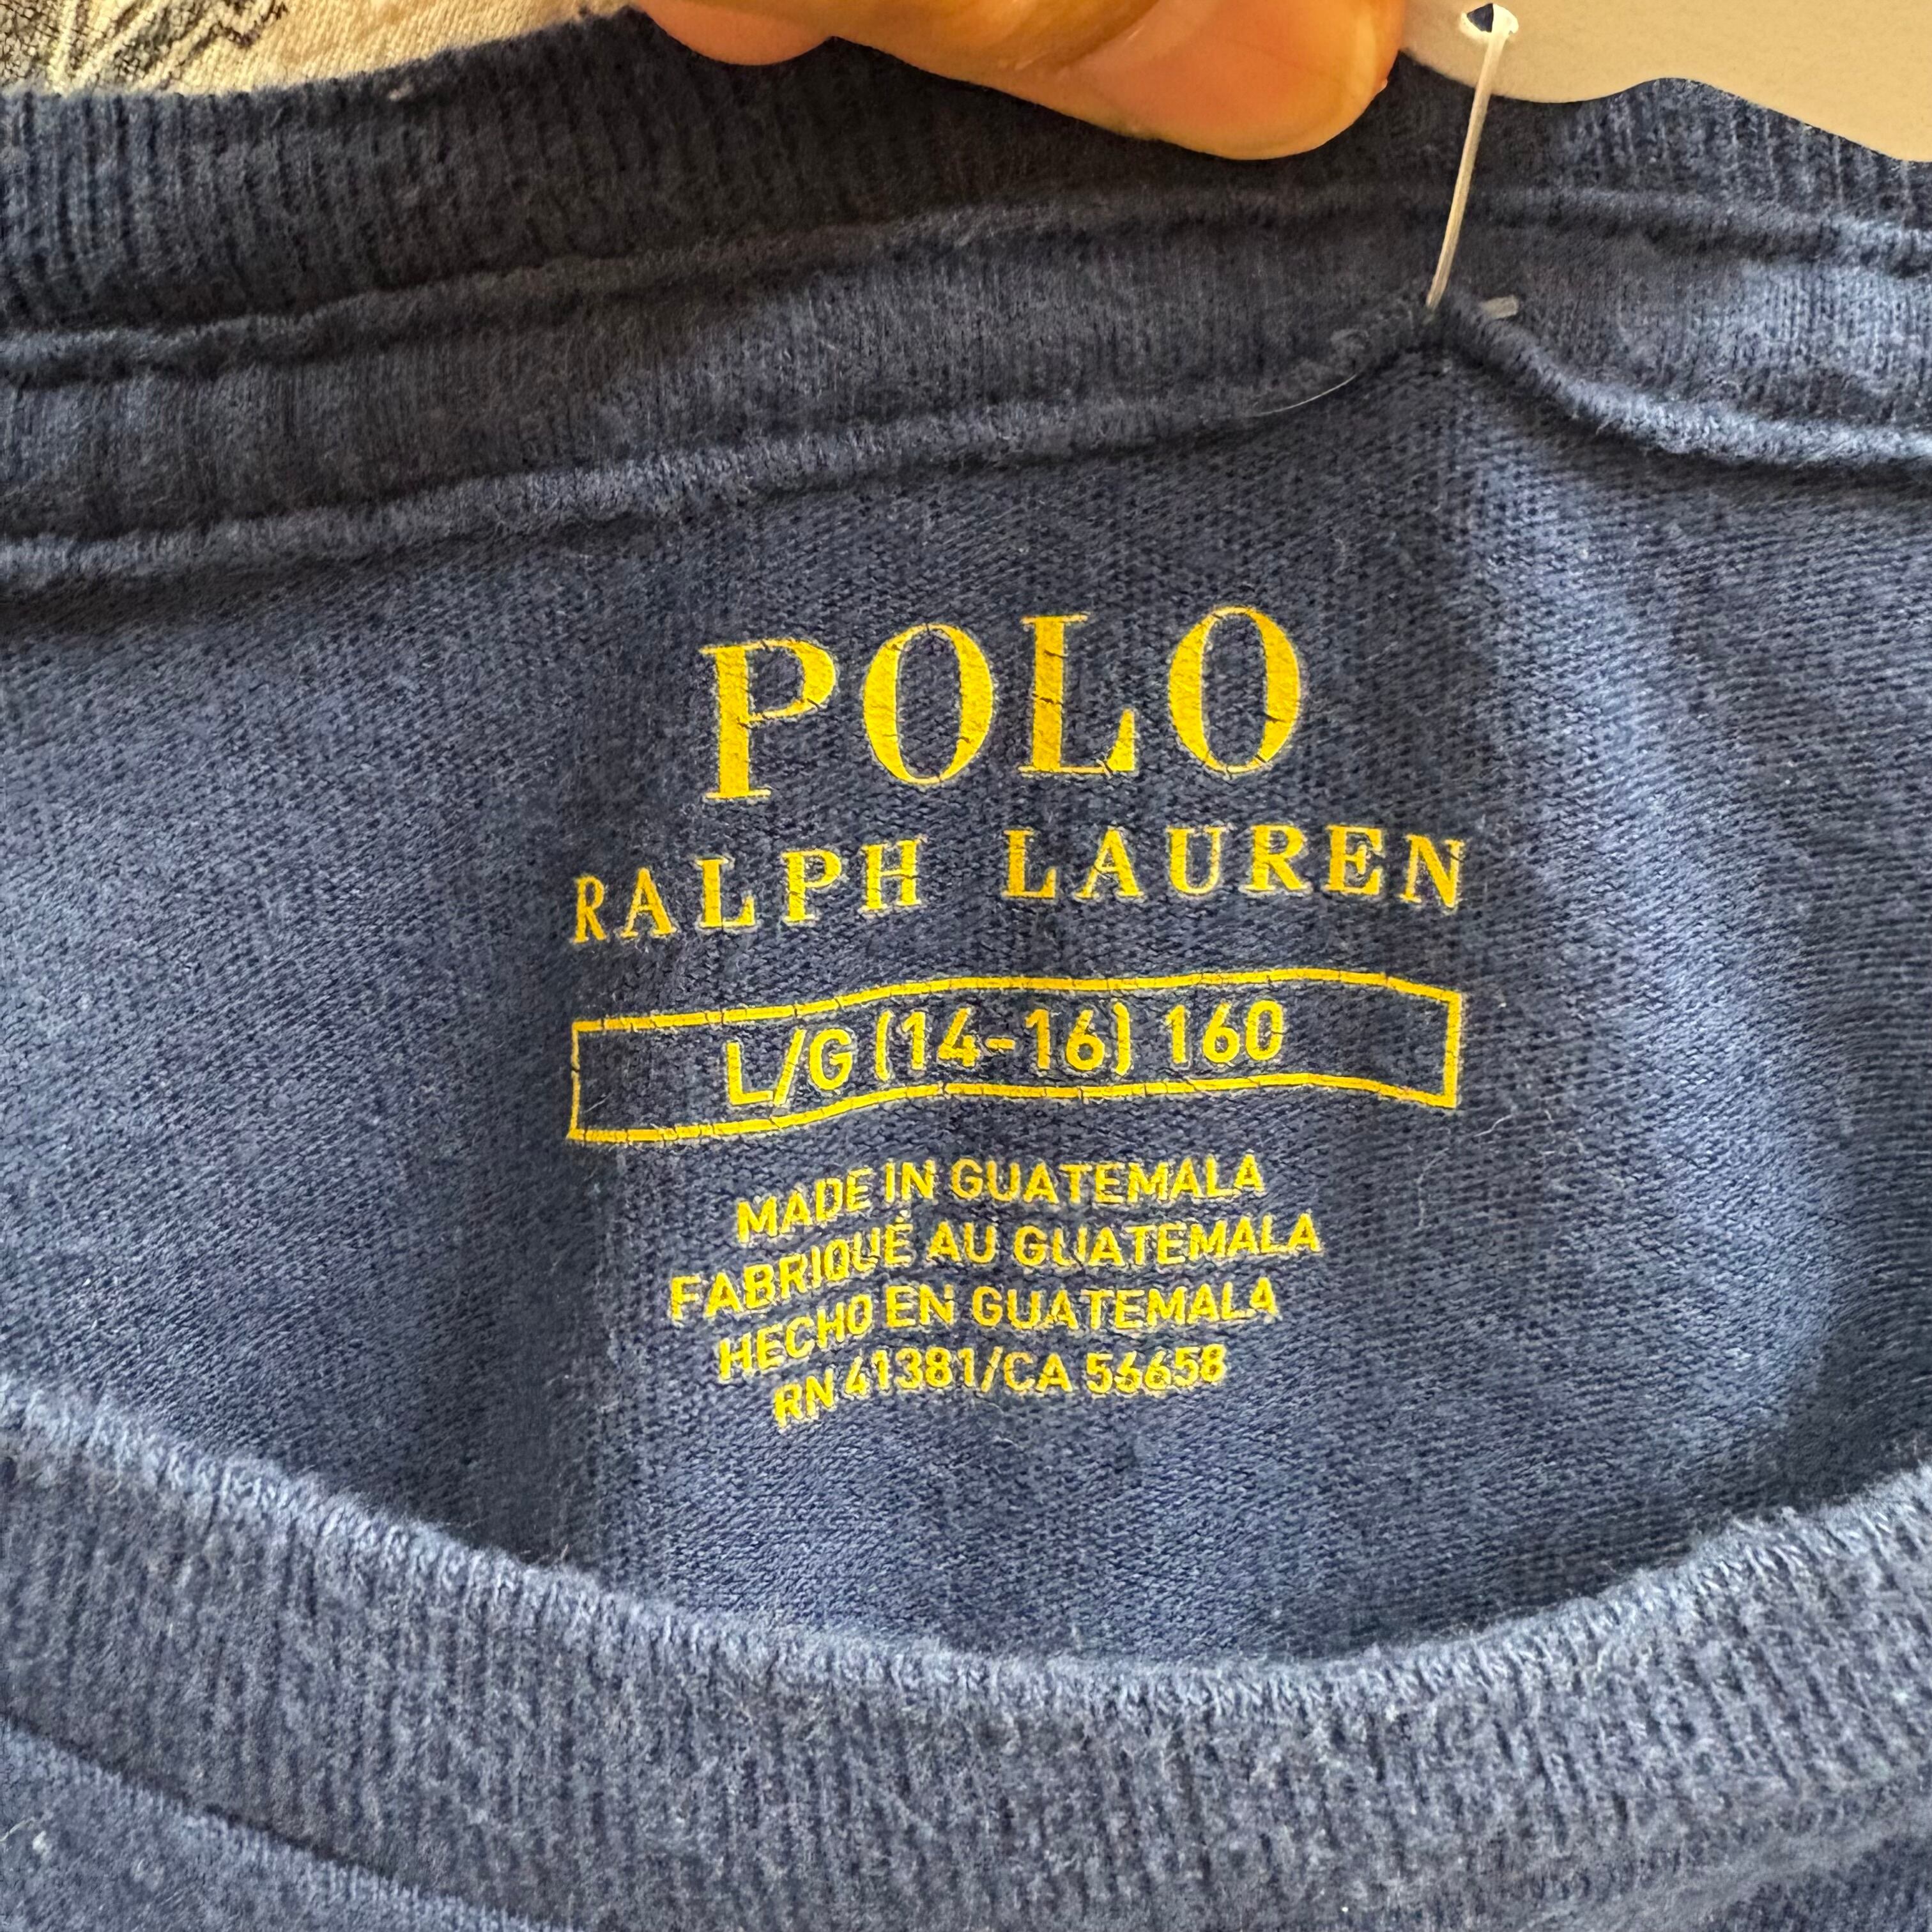 POLO
RALPH LAUREN
L/G (14-16) 160
MADE IN GUATEMALA
FABRIQUÉ AU GUATEMALA
HECHO EN GUATEMALA
RN 41381/CA 56658